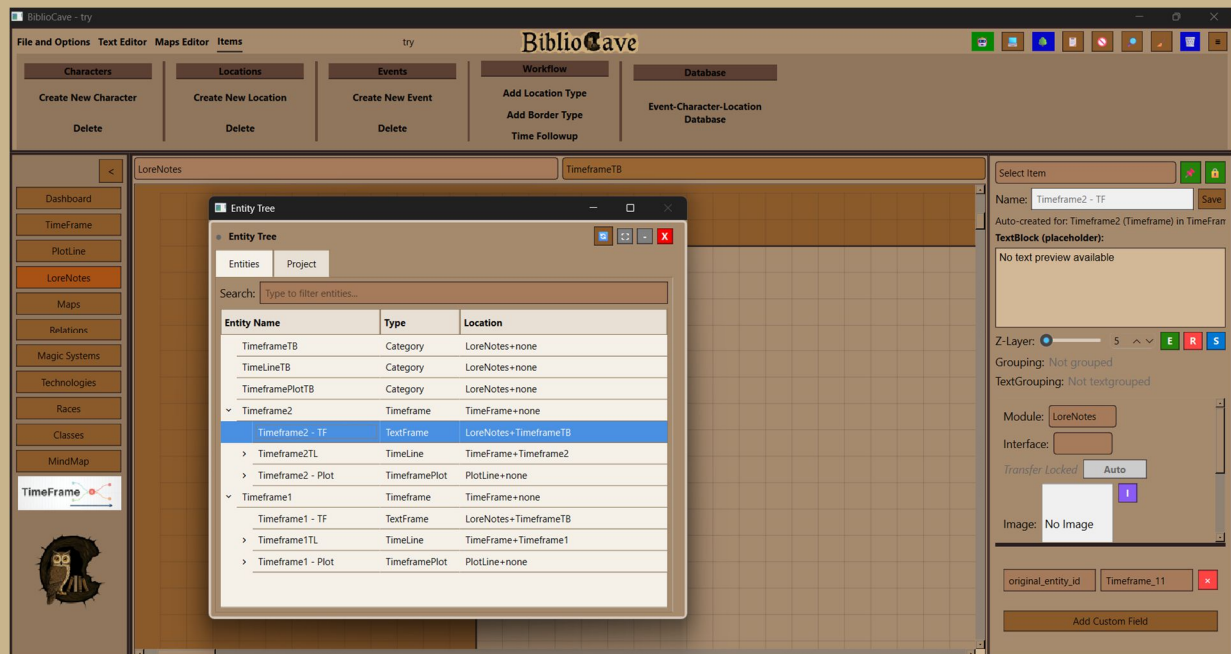 BiblioCave - try
File and Options Text Editor Maps Editor Items
try
BiblioCave
Characters
Create New Character
Delete
Locations
Create New Location
Delete
Events
Create New Event
Delete
Workflow
Add Location Type
Add Border Type
Time Followup
Database
Event-Character-Location
Database
<
Dashboard
TimeFrame
PlotLine
LoreNotes
Maps
Relations
Magic Systems
Technologies
Races
Classes
MindMap
TimeFrame
LoreNotes
TimeframeTB
Entity Tree
Entity Tree
- X
Entities Project
Search: Type to filter entities...
Entity Name Type Location
TimeframeTB Category LoreNotes+none
TimeLineTB Category LoreNotes+none
TimeframePlotTB Category LoreNotes+none
Timeframe2 Timeframe TimeFrame+none
Timeframe2 - TF TextFrame LoreNotes+TimeframeTB
Timeframe2TL TimeLine TimeFrame+Timeframe2
Timeframe2 - Plot TimeframePlot PlotLine+none
Timeframe1 Timeframe TimeFrame+none
Timeframe1 - TF TextFrame LoreNotes+TimeframeTB
Timeframe1TL TimeLine TimeFrame+Timeframe1
Timeframe1 - Plot TimeframePlot PlotLine+none
Select Item
Name: Timeframe2 - TF Save
Auto-created for: Timeframe2 (Timeframe) in TimeFram
TextBlock (placeholder):
No text preview available
Z-Layer: 5 E R S
Grouping: Not grouped
TextGrouping: Not textgrouped
Module: LoreNotes
Interface:
Transfer Locked Auto
I
Image: No Image
original_entity_id Timeframe_11 ×
Add Custom Field